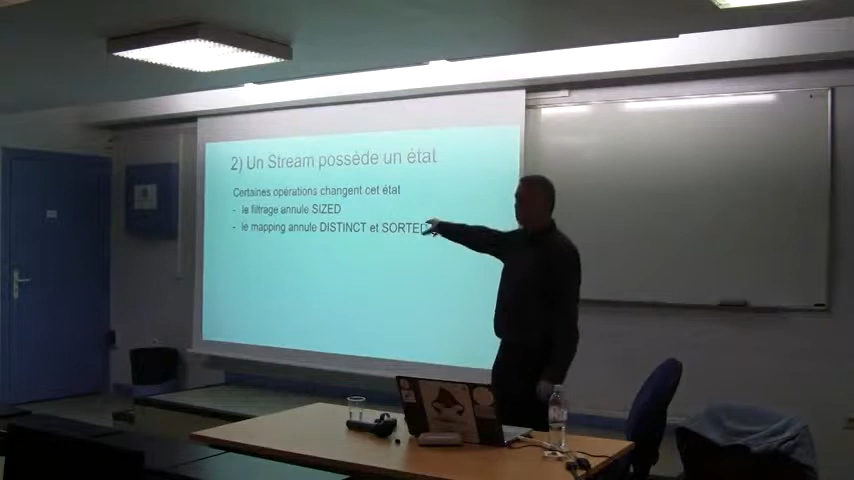 2) Un Stream possède un état
Certaines opérations changent cet état
- le filtrage annule SIZED
- le mapping annule DISTINCT et SORTED